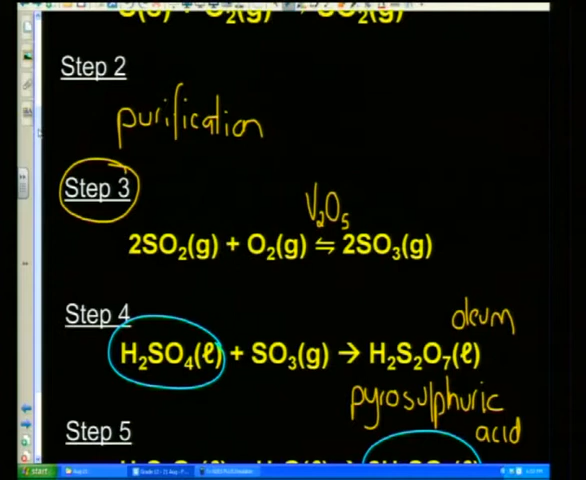 Step 2
purification
Step 3
V₂O₅
2SO₂(g) + O₂(g) ⇋ 2SO₃(g)
Step 4
oleum
H₂SO₄(ℓ) + SO₃(g) → H₂S₂O₇(ℓ)
pyrosulphuric
acid
Step 5
start